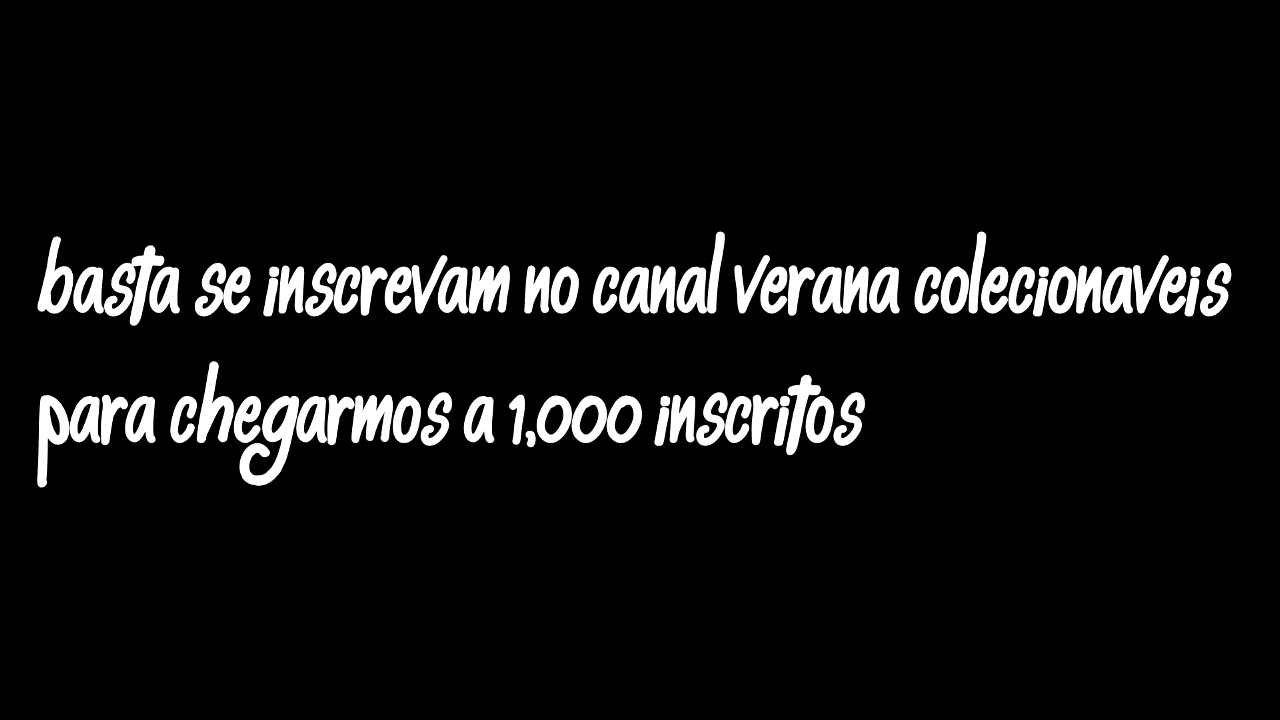 basta se inscrevam no canal verana colecionaveis
para chegarmos a 1,000 inscritos